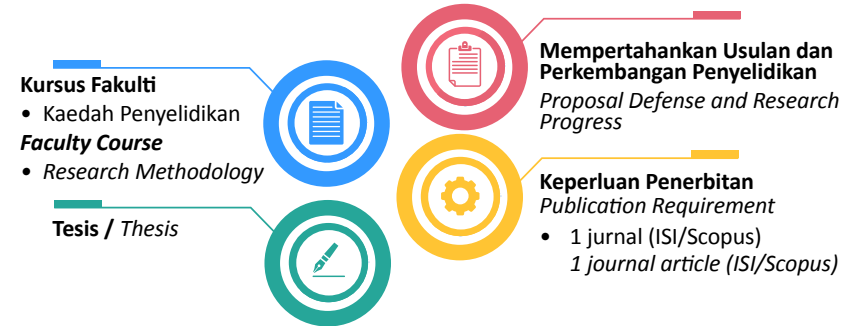 Kursus Fakulti
• Kaedah Penyelidikan
Faculty Course
• Research Methodology
Tesis / Thesis
Mempertahankan Usulan dan
Perkembangan Penyelidikan
Proposal Defense and Research
Progress
Keperluan Penerbitan
Publication Requirement
• 1 jurnal (ISI/Scopus)
1 journal article (ISI/Scopus)